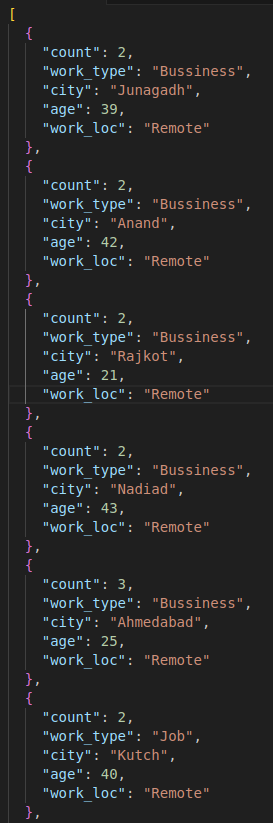 [
  {
    "count": 2,
    "work_type": "Bussiness",
    "city": "Junagadh",
    "age": 39,
    "work_loc": "Remote"
  },
  {
    "count": 2,
    "work_type": "Bussiness",
    "city": "Anand",
    "age": 42,
    "work_loc": "Remote"
  },
  {
    "count": 2,
    "work_type": "Bussiness",
    "city": "Rajkot",
    "age": 21,
    "work_loc": "Remote"
  },
  {
    "count": 2,
    "work_type": "Bussiness",
    "city": "Nadiad",
    "age": 43,
    "work_loc": "Remote"
  },
  {
    "count": 3,
    "work_type": "Bussiness",
    "city": "Ahmedabad",
    "age": 25,
    "work_loc": "Remote"
  },
  {
    "count": 2,
    "work_type": "Job",
    "city": "Kutch",
    "age": 40,
    "work_loc": "Remote"
  },